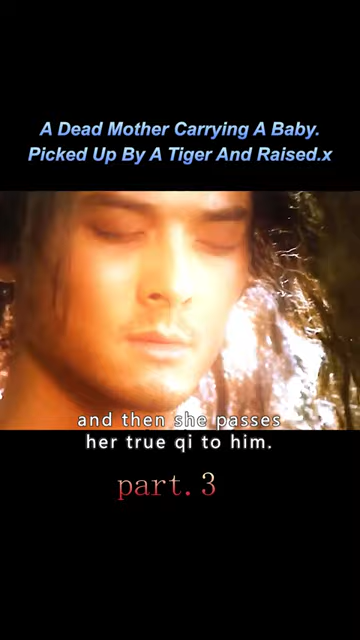 A Dead Mother Carrying A Baby.
Picked Up By A Tiger And Raised.x
and then she passes
her true qi to him.
part.3